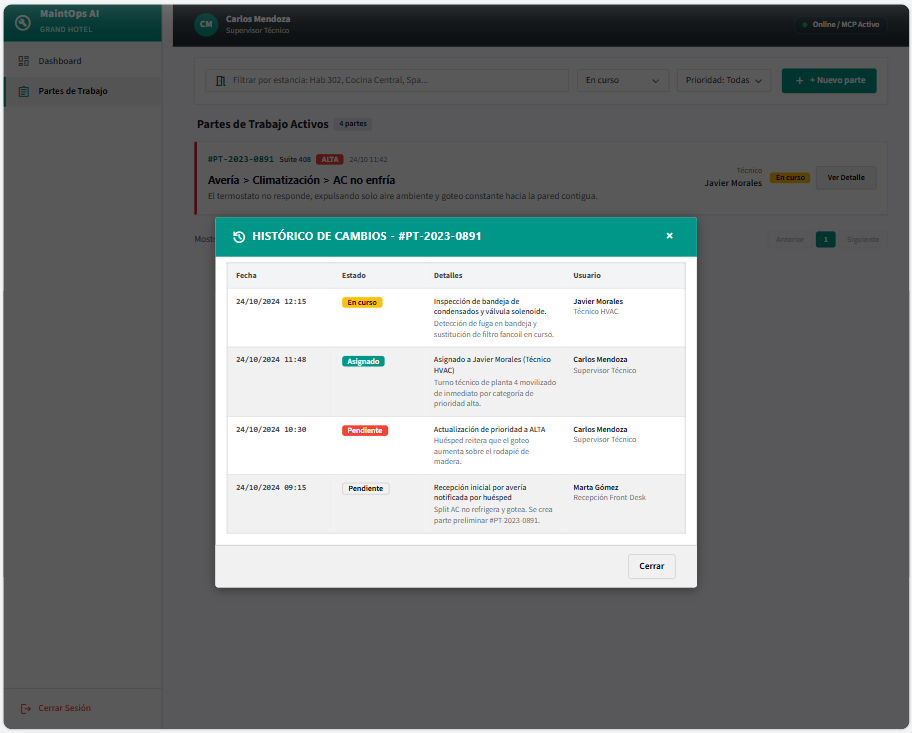 MaintOps AI
GRAND HOTEL
CM
Carlos Mendoza
Supervisor Técnico
Online / MCP Activo
Dashboard
Partes de Trabajo
Filtrar por estancia: Hab 302, Cocina Central, Spa...
En curso
Prioridad: Todas
+ + Nuevo parte
Partes de Trabajo Activos 4 partes
#PT-2023-0891 Suite 408 ALTA 24/10 11:42
Avería > Climatización > AC no enfría
El termostato no responde, expulsando solo aire ambiente y goteo constante hacia la pared contigua.
Técnico
Javier Morales
En curso
Ver Detalle
Anterior 1 Siguiente
HISTÓRICO DE CAMBIOS - #PT-2023-0891
×
Fecha Estado Detalles Usuario
24/10/2024 12:15
En curso
Inspección de bandeja de
condensados y válvula solenoide.
Detección de fuga en bandeja y
sustitución de filtro fancoil en curso.
Javier Morales
Técnico HVAC
24/10/2024 11:48
Asignado
Asignado a Javier Morales (Técnico
HVAC)
Turno técnico de planta 4 movilizado
de inmediato por categoría de
prioridad alta.
Carlos Mendoza
Supervisor Técnico
24/10/2024 10:30
Pendiente
Actualización de prioridad a ALTA
Huésped reitera que el goteo
aumenta sobre el rodapié de
madera.
Carlos Mendoza
Supervisor Técnico
24/10/2024 09:15
Pendiente
Recepción inicial por avería
notificada por huésped
Split AC no refrigera y gotea. Se crea
parte preliminar #PT-2023-0891.
Marta Gómez
Recepción Front-Desk
Cerrar
Cerrar Sesión